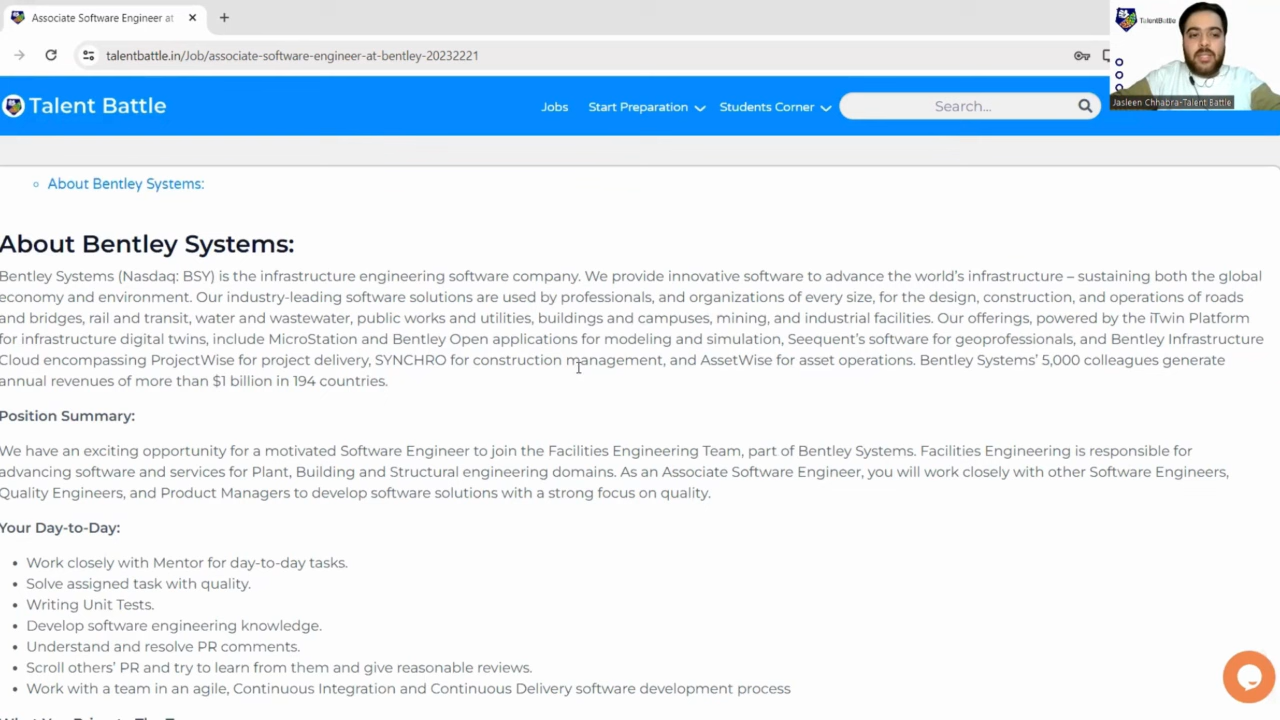 Associate Software Engineer at
talentbattle.in/Job/associate-software-engineer-at-bentley-20232221
TalentBattle
Jasleen Chhabra-Talent Battle
Talent Battle
Jobs
Start Preparation
Students Corner
Search...
About Bentley Systems:
About Bentley Systems:
Bentley Systems (Nasdaq: BSY) is the infrastructure engineering software company. We provide innovative software to advance the world's infrastructure – sustaining both the global
economy and environment. Our industry-leading software solutions are used by professionals, and organizations of every size, for the design, construction, and operations of roads
and bridges, rail and transit, water and wastewater, public works and utilities, buildings and campuses, mining, and industrial facilities. Our offerings, powered by the iTwin Platform
for infrastructure digital twins, include MicroStation and Bentley Open applications for modeling and simulation, Seequent's software for geoprofessionals, and Bentley Infrastructure
Cloud encompassing ProjectWise for project delivery, SYNCHRO for construction management, and AssetWise for asset operations. Bentley Systems' 5,000 colleagues generate
annual revenues of more than $1 billion in 194 countries.
Position Summary:
We have an exciting opportunity for a motivated Software Engineer to join the Facilities Engineering Team, part of Bentley Systems. Facilities Engineering is responsible for
advancing software and services for Plant, Building and Structural engineering domains. As an Associate Software Engineer, you will work closely with other Software Engineers,
Quality Engineers, and Product Managers to develop software solutions with a strong focus on quality.
Your Day-to-Day:
Work closely with Mentor for day-to-day tasks.
Solve assigned task with quality.
Writing Unit Tests.
Develop software engineering knowledge.
Understand and resolve PR comments.
Scroll others' PR and try to learn from them and give reasonable reviews.
Work with a team in an agile, Continuous Integration and Continuous Delivery software development process